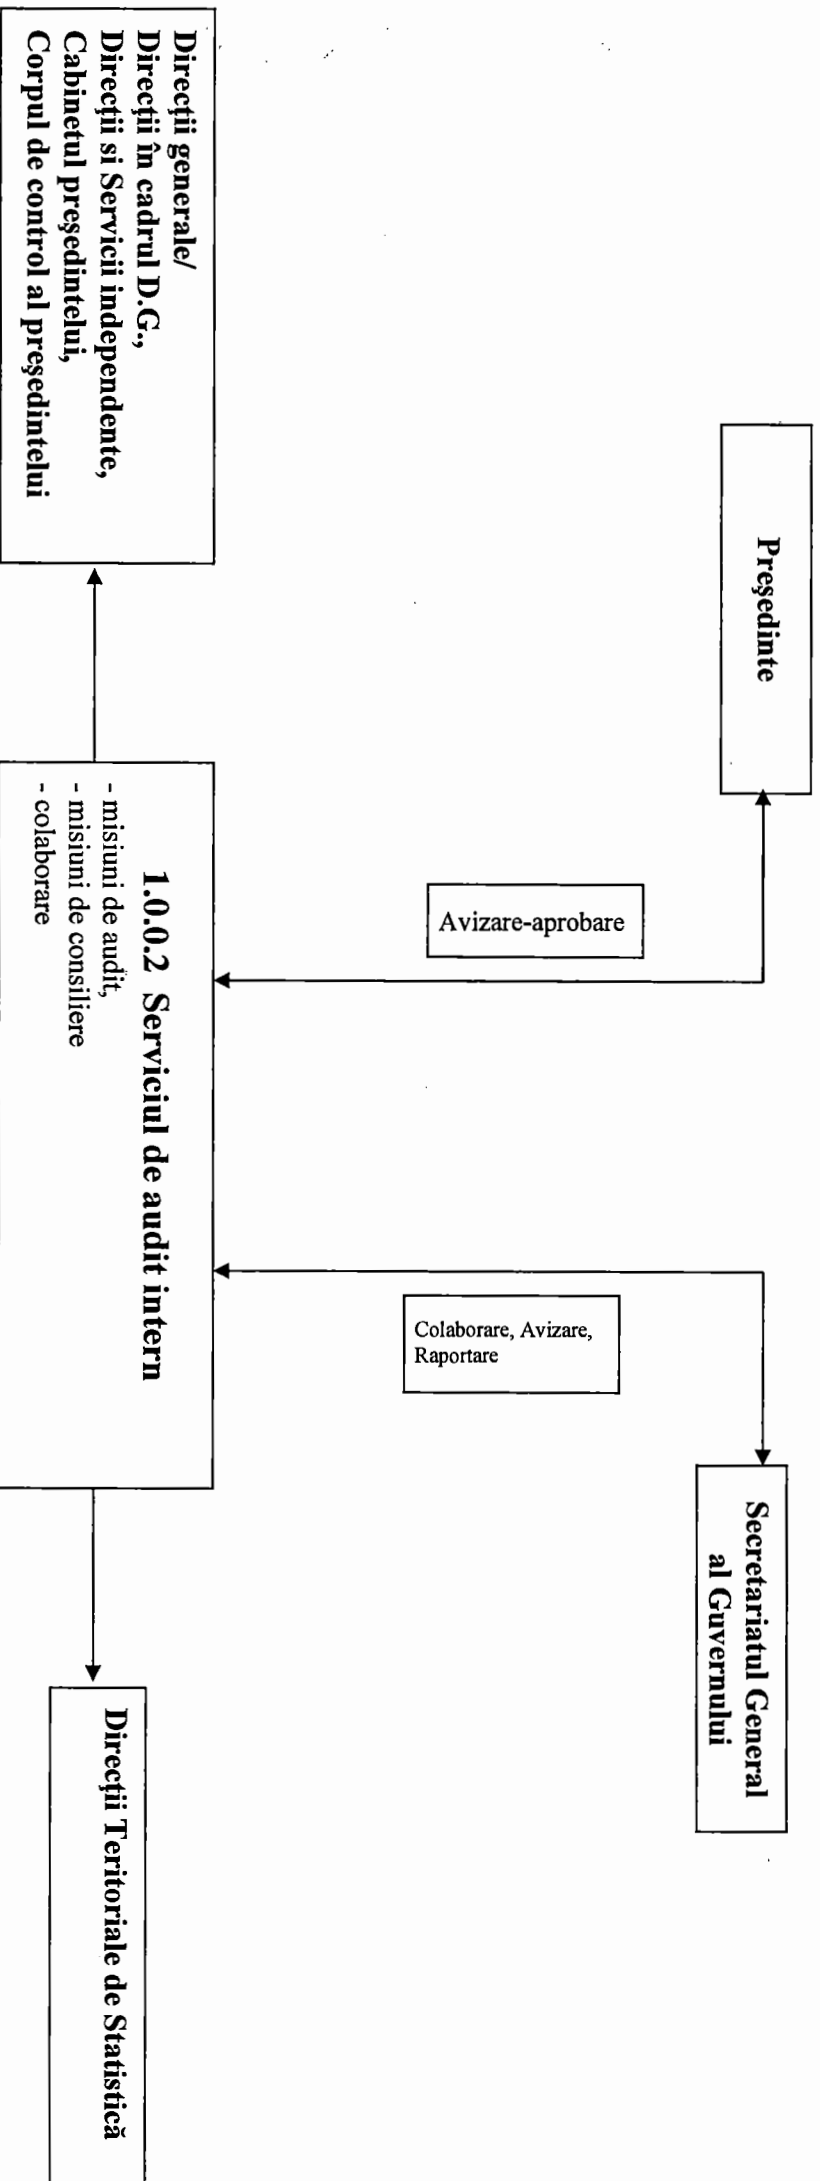 Președinte
Secretariatul General
al Guvernului
Avizare-aprobare
Colaborare, Avizare,
Raportare
Direcții generale/
Direcții în cadrul D.G.,
Direcții si Servicii independente,
Cabinetul președintelui,
Corpul de control al președintelui
1.0.0.2 Serviciul de audit intern
- misiuni de audit,
- misiuni de consiliere
- colaborare
Direcții Teritoriale de Statistică